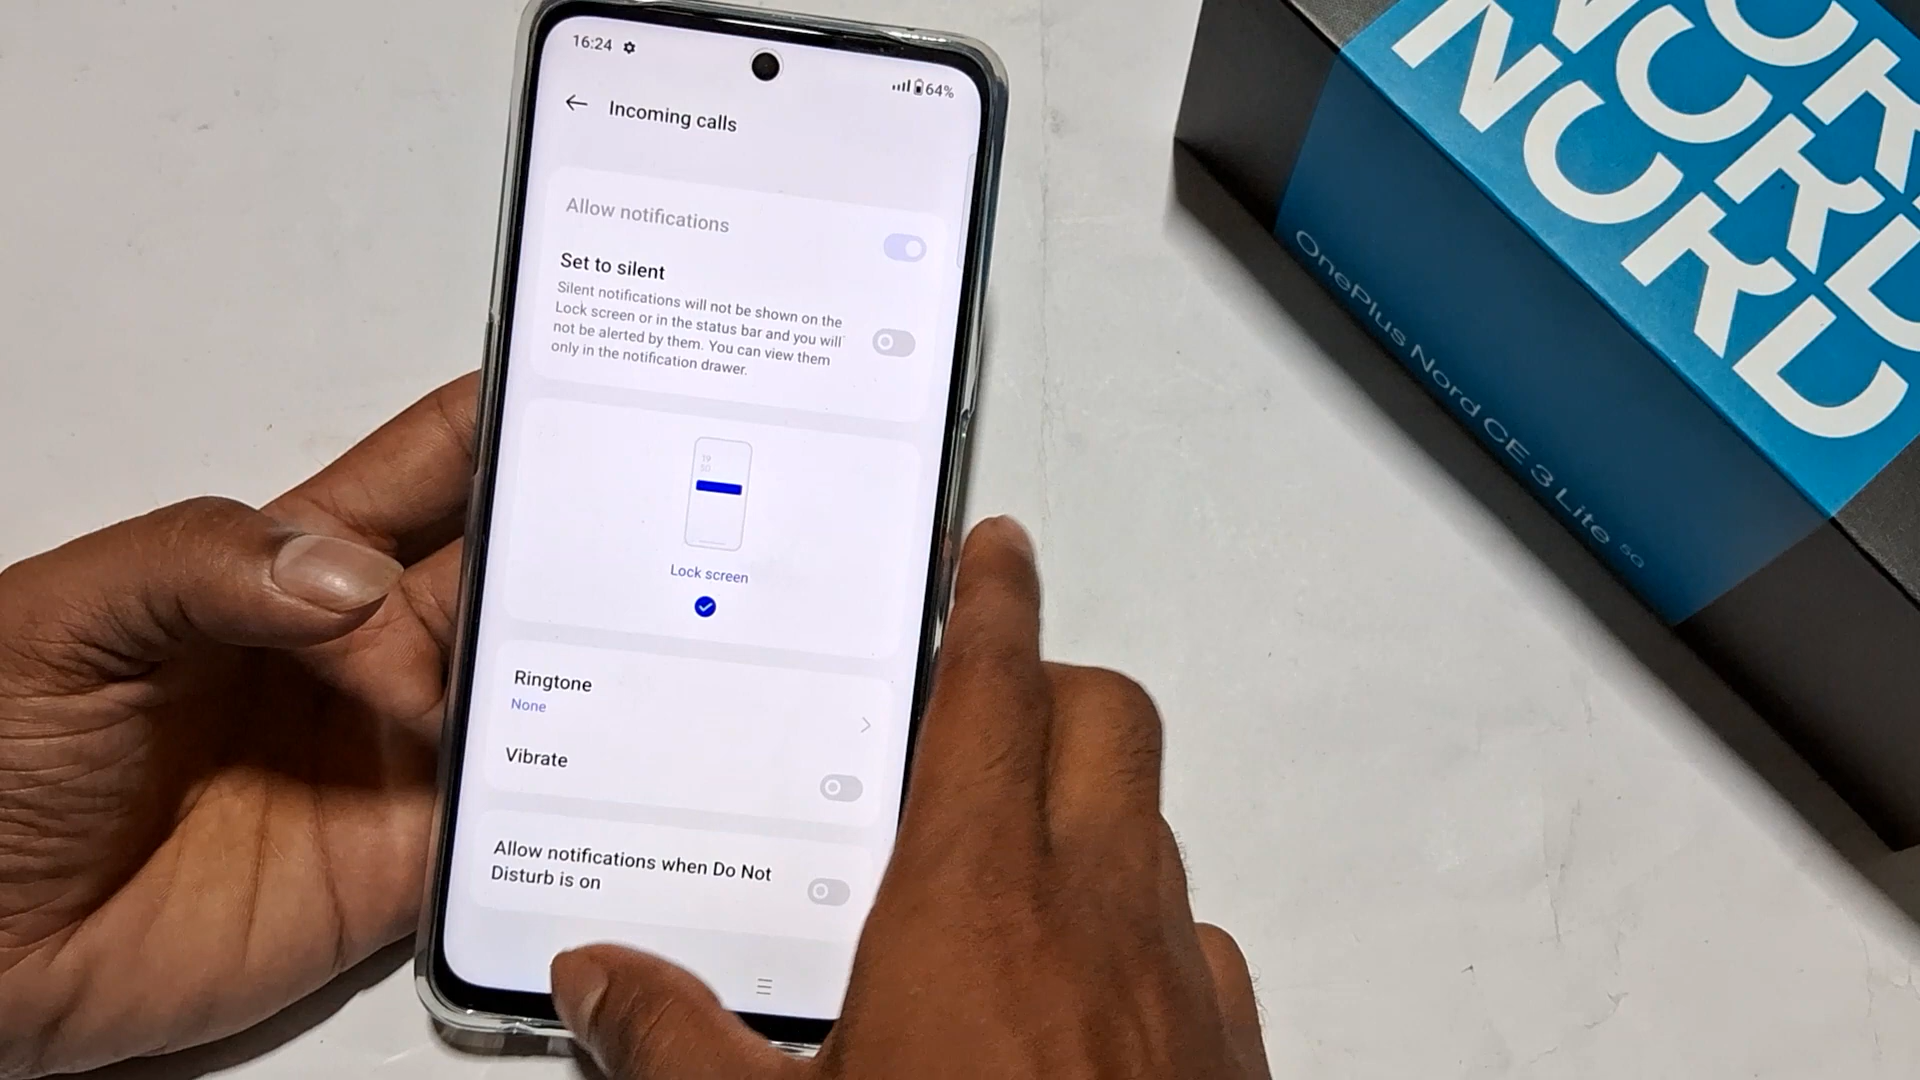 16:24
64%
Incoming calls
Allow notifications
Set to silent
Silent notifications will not be shown on the
Lock screen or in the status bar and you will
not be alerted by them. You can view them
only in the notification drawer.
19
50
Lock screen
Ringtone
None
Vibrate
Allow notifications when Do Not
Disturb is on
NORD
NORD
OnePlus Nord CE 3 Lite 5G